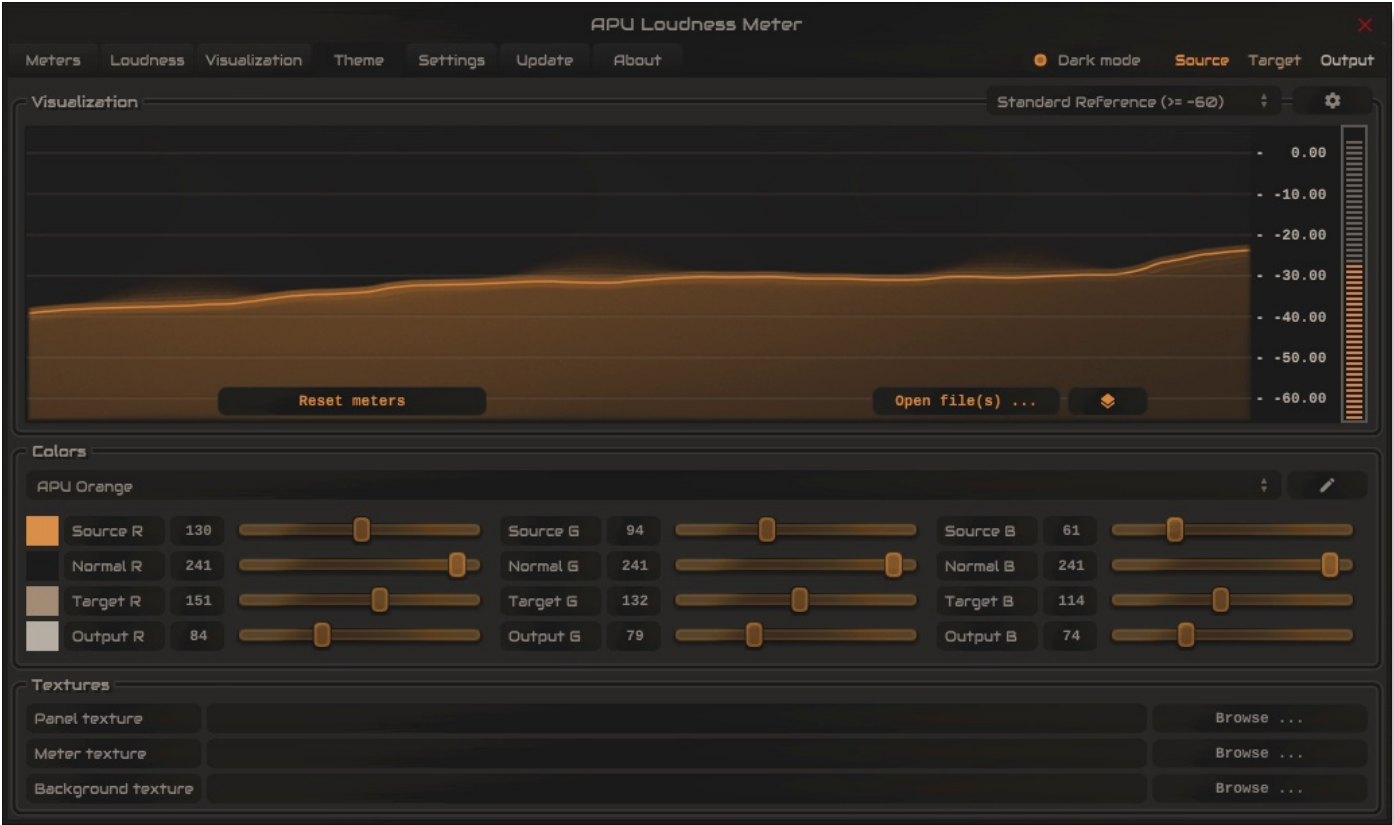 APU Loudness Meter
Meters Loudness Visualization Theme Settings Update About Dark mode Source Target Output
Visualization Standard Reference (>= -60)
- 0.00
- -10.00
- -20.00
- -30.00
- -40.00
- -50.00
- -60.00
Reset meters Open file(s) ...
Colors
APU Orange
Source R 130 Source G 94 Source B 61
Normal R 241 Normal G 241 Normal B 241
Target R 151 Target G 132 Target B 114
Output R 84 Output G 79 Output B 74
Textures
Panel texture Browse ...
Meter texture Browse ...
Background texture Browse ...